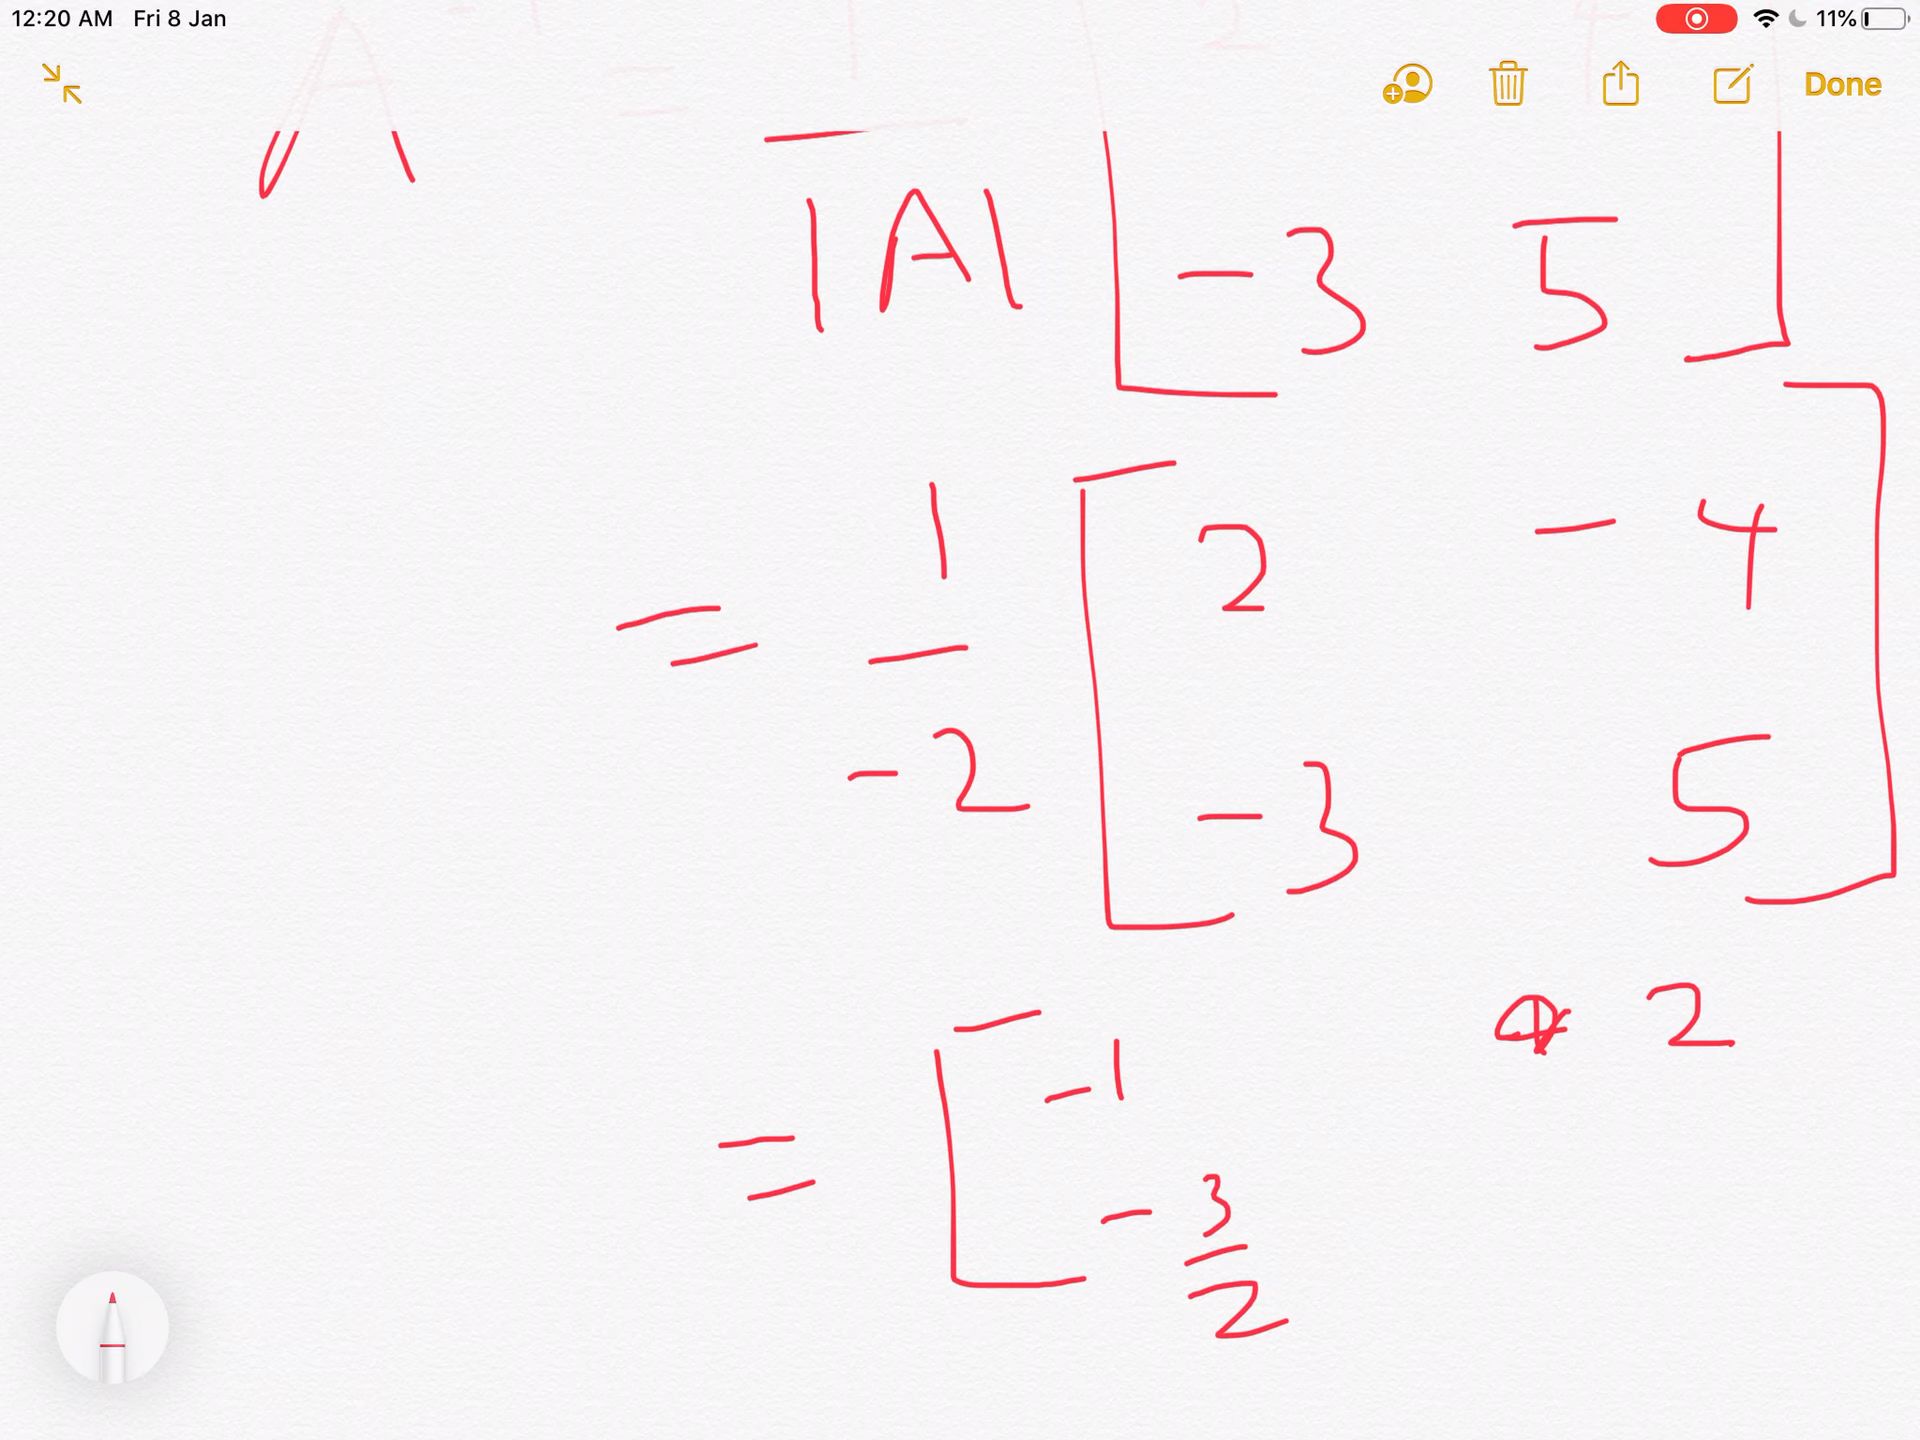 12:20 AM Fri 8 Jan 11%
Done
A
|A| -3 5
= 1/-2 [ 2 -4
-3 5 ]
= [ -1 2
-3/2